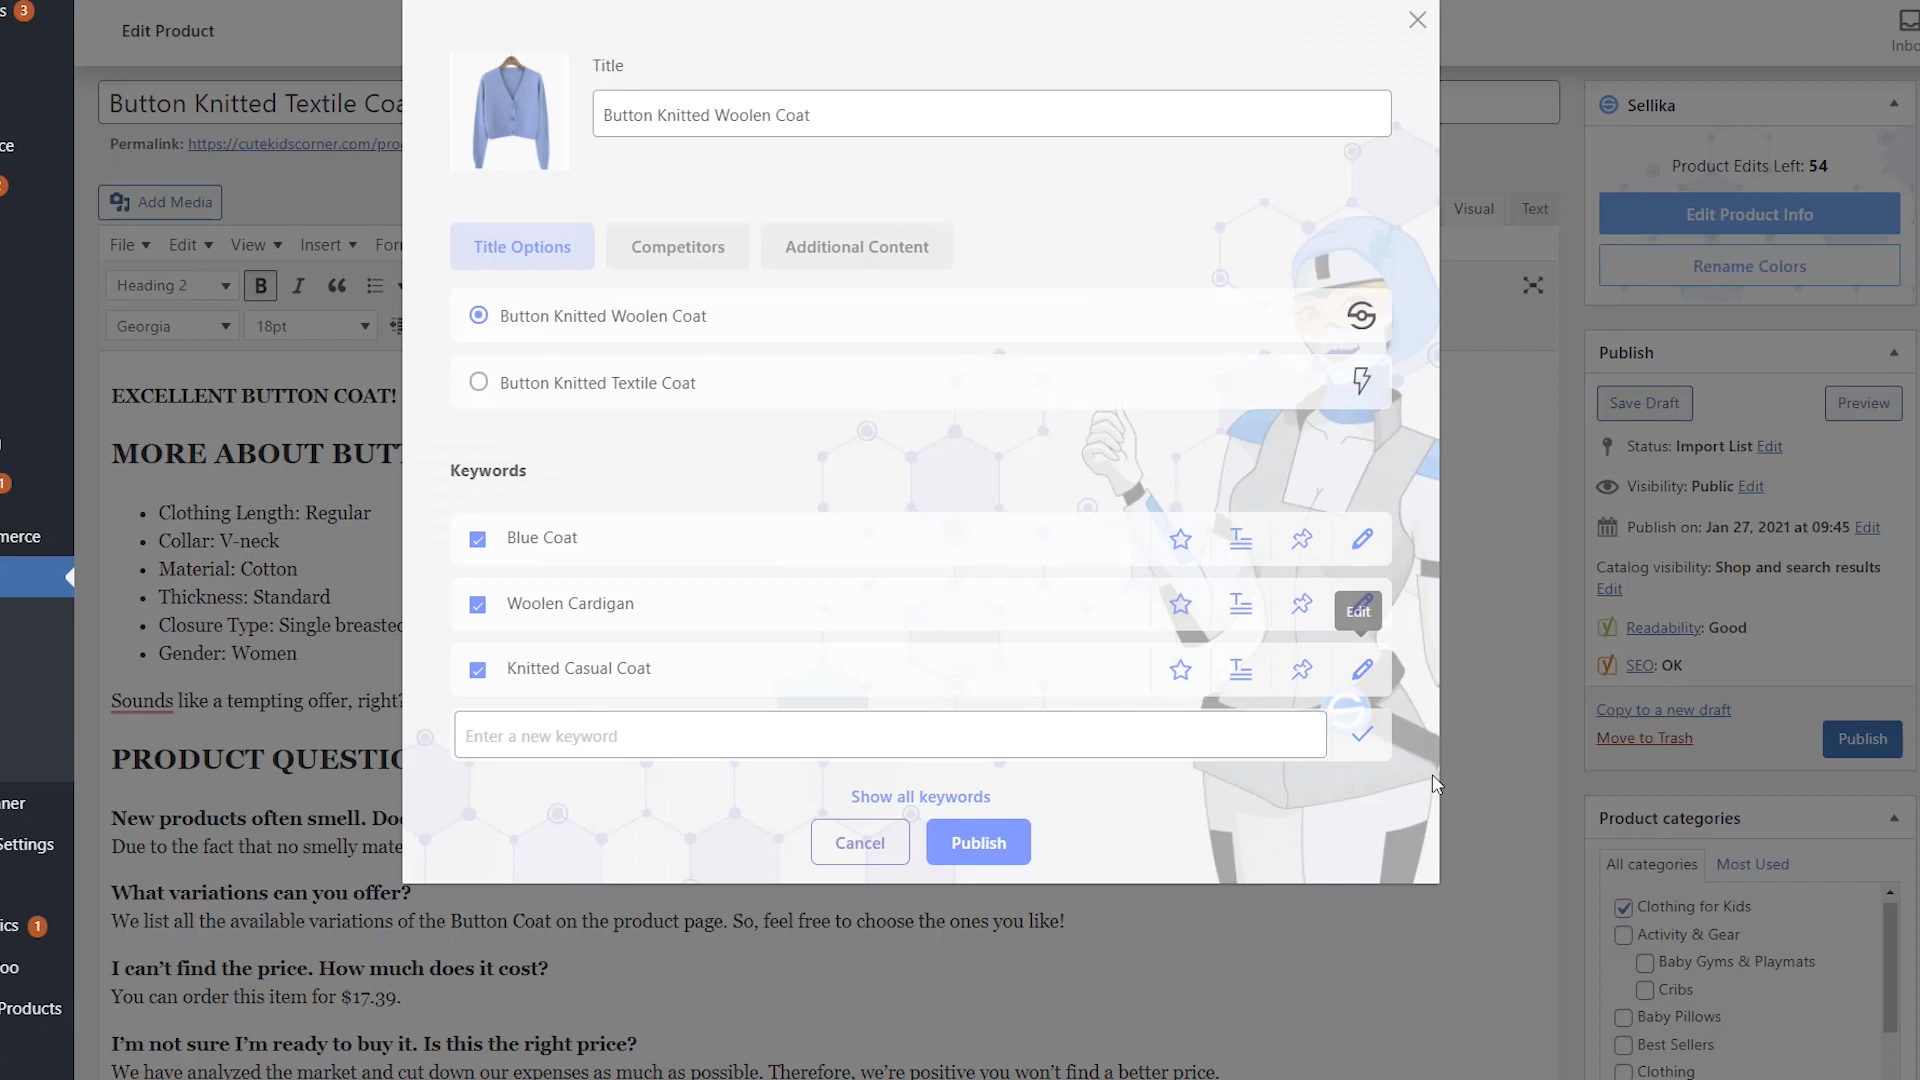 s 3
Edit Product
Inbo
Title
Button Knitted Textile Coa
Button Knitted Woolen Coat
Sellika
Permalink: https://cutekidscorner.com/pro
Product Edits Left: 54
ce
Add Media
Visual Text
Edit Product Info
File Edit View Insert For
Title Options Competitors Additional Content
Rename Colors
Heading 2 B I
Georgia 18pt
Button Knitted Woolen Coat
Button Knitted Textile Coat
Publish
Save Draft Preview
EXCELLENT BUTTON COAT!
MORE ABOUT BUT
Status: Import List Edit
Keywords
1
Visibility: Public Edit
Clothing Length: Regular
Collar: V-neck
Material: Cotton
Thickness: Standard
Closure Type: Single breasted
Gender: Women
merce
Blue Coat
Publish on: Jan 27, 2021 at 09:45 Edit
Catalog visibility: Shop and search results
Edit
Woolen Cardigan
Edit
Readability: Good
Knitted Casual Coat
SEO: OK
Sounds like a tempting offer, right?
Copy to a new draft
Enter a new keyword
Move to Trash
Publish
PRODUCT QUESTIO
Show all keywords
Cancel Publish
ner
Settings
New products often smell. Doe
Due to the fact that no smelly mate
Product categories
All categories Most Used
What variations can you offer?
We list all the available variations of the Button Coat on the product page. So, feel free to choose the ones you like!
Clothing for Kids
Activity & Gear
Baby Gyms & Playmats
Cribs
Baby Pillows
Best Sellers
Clothing
ics 1
oo
Products
I can’t find the price. How much does it cost?
You can order this item for $17.39.
I’m not sure I’m ready to buy it. Is this the right price?
We have analyzed the market and cut down our expenses as much as possible. Therefore, we’re positive you won’t find a better price.